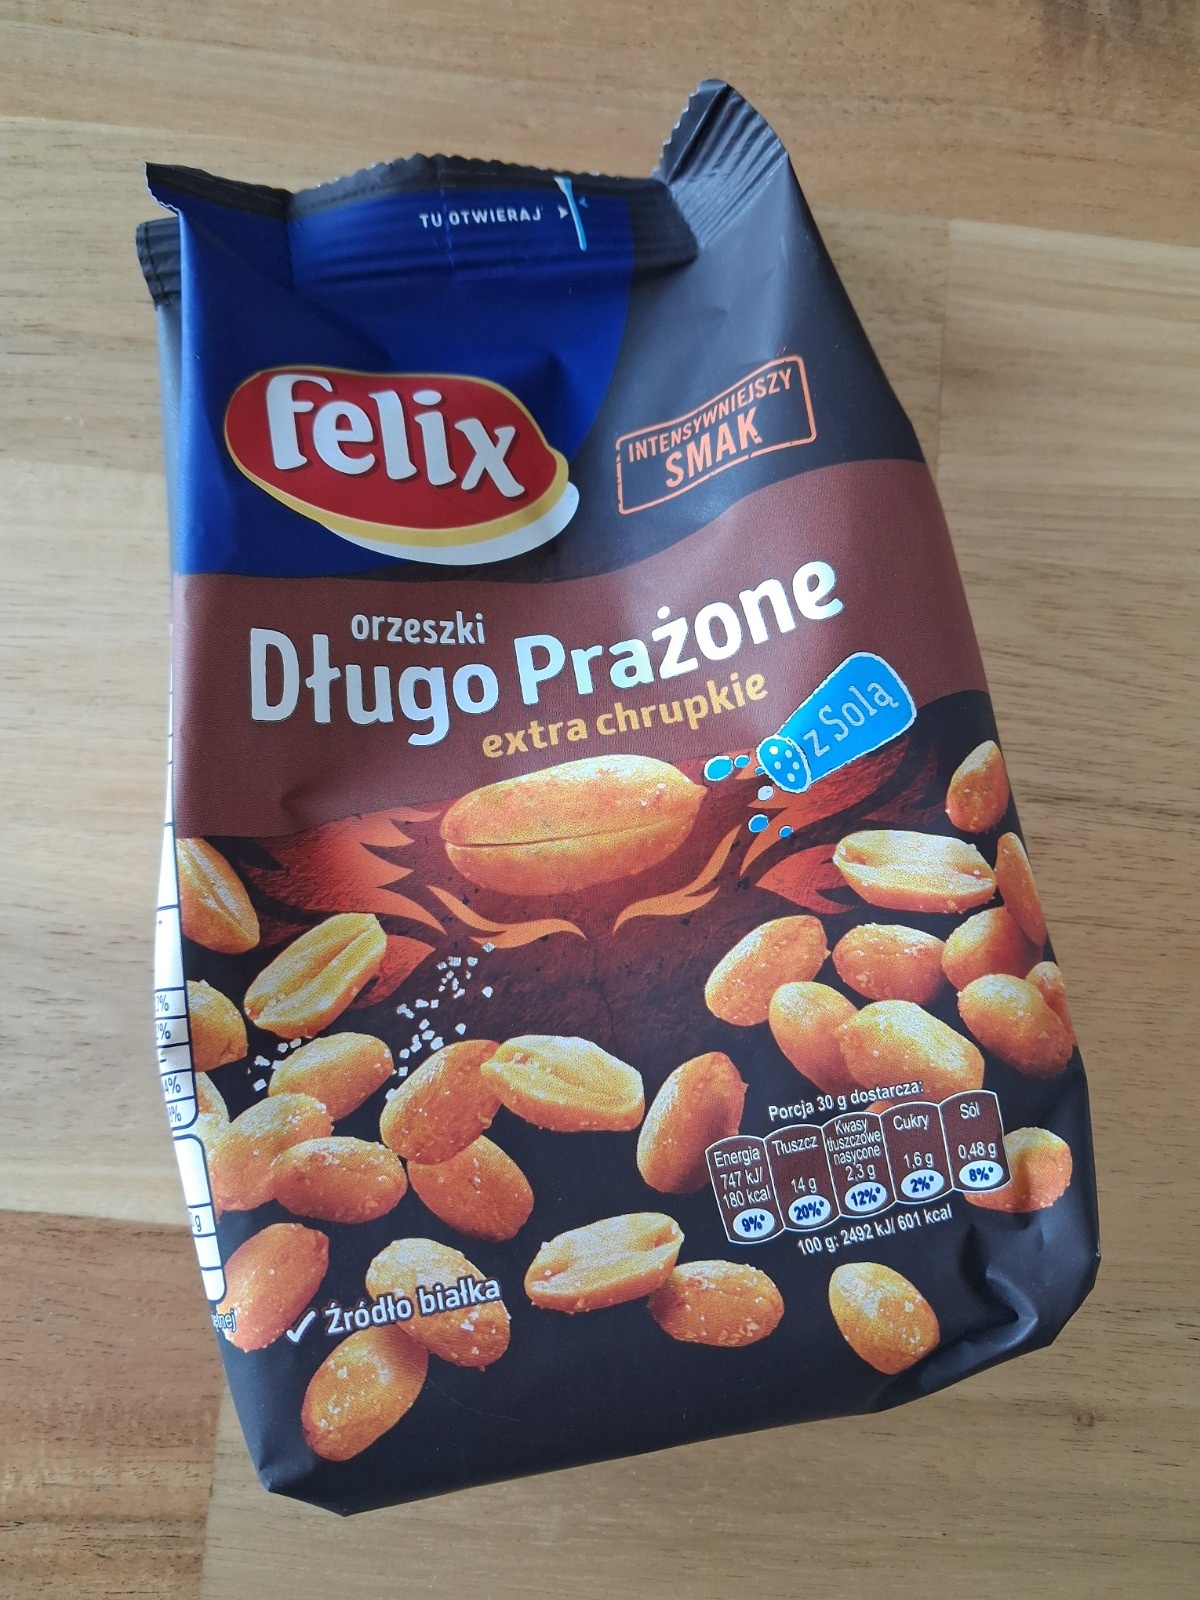 TU OTWIERAJ
felix
INTENSYWNIEJSZY
SMAK
orzeszki
Długo Prażone
extra chrupkie
z Solą
Porcja 30 g dostarcza:
Energia
747 kJ/
180 kcal
9%*
Tłuszcz
14 g
20%*
Kwasy
tłuszczowe
nasycone
2,3 g
12%*
Cukry
1,6 g
2%*
Sól
0,48 g
8%*
100 g: 2492 kJ/ 601 kcal
✓ Źródło białka